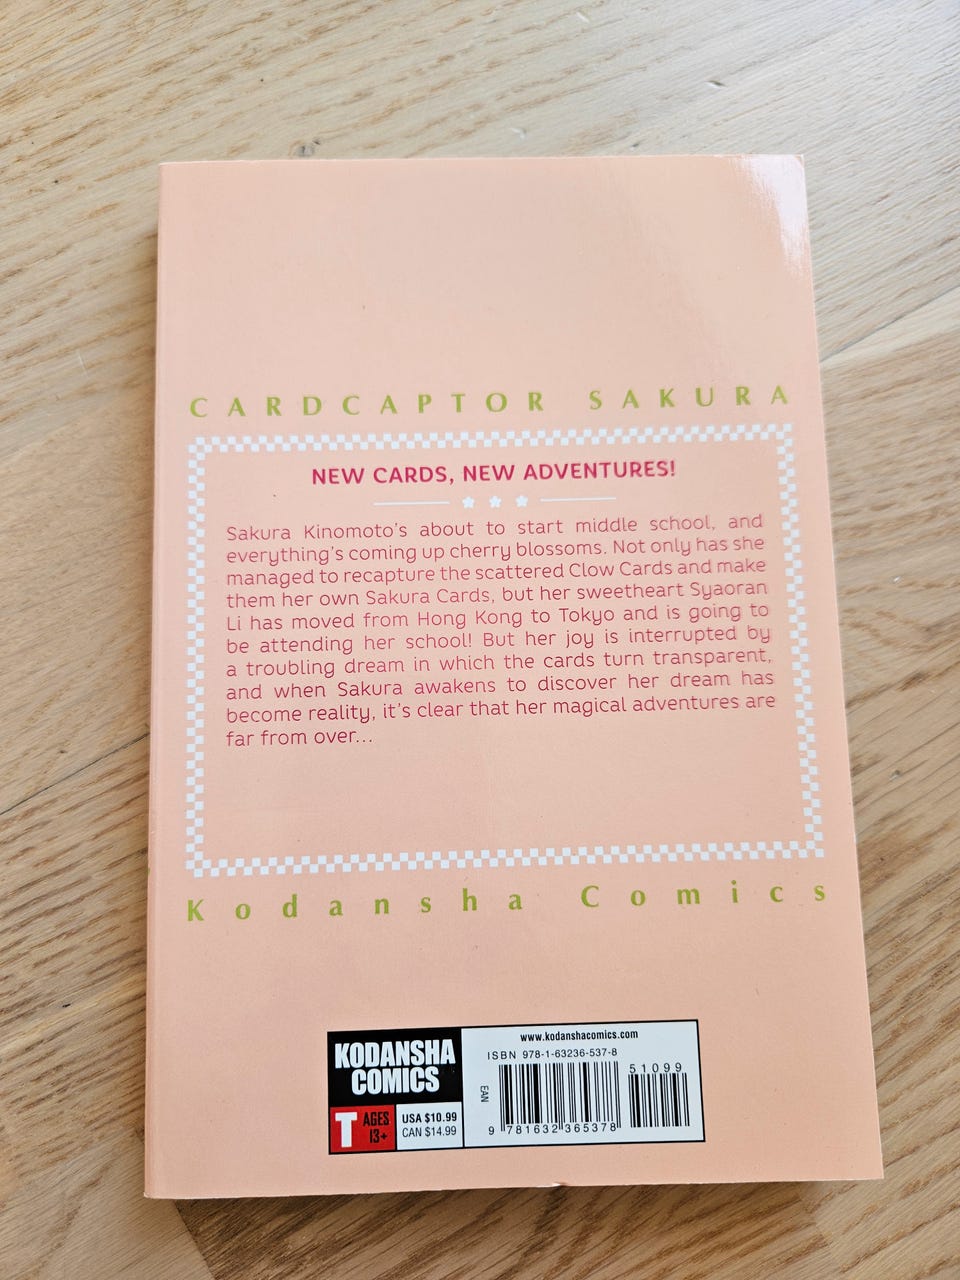 CARDCAPTOR SAKURA
NEW CARDS, NEW ADVENTURES!
Sakura Kinomoto's about to start middle school, and
everything's coming up cherry blossoms. Not only has she
managed to recapture the scattered Clow Cards and make
them her own Sakura Cards, but her sweetheart Syaoran
Li has moved from Hong Kong to Tokyo and is going to
be attending her school! But her joy is interrupted by
a troubling dream in which the cards turn transparent,
and when Sakura awakens to discover her dream has
become reality, it's clear that her magical adventures are
far from over...
Kodansha Comics
KODANSHA
COMICS
T AGES
13+
USA $10.99
CAN $14.99
www.kodanshacomics.com
ISBN 978-1-63236-537-8
51099
EAN
9 781632 365378